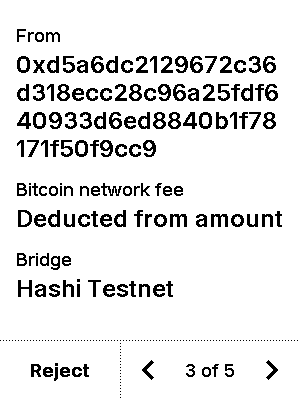 From
0xd5a6dc2129672c36
d318ecc28c96a25fdf6
40933d6ed8840b1f78
171f50f9cc9
Bitcoin network fee
Deducted from amount
Bridge
Hashi Testnet
Reject
3 of 5